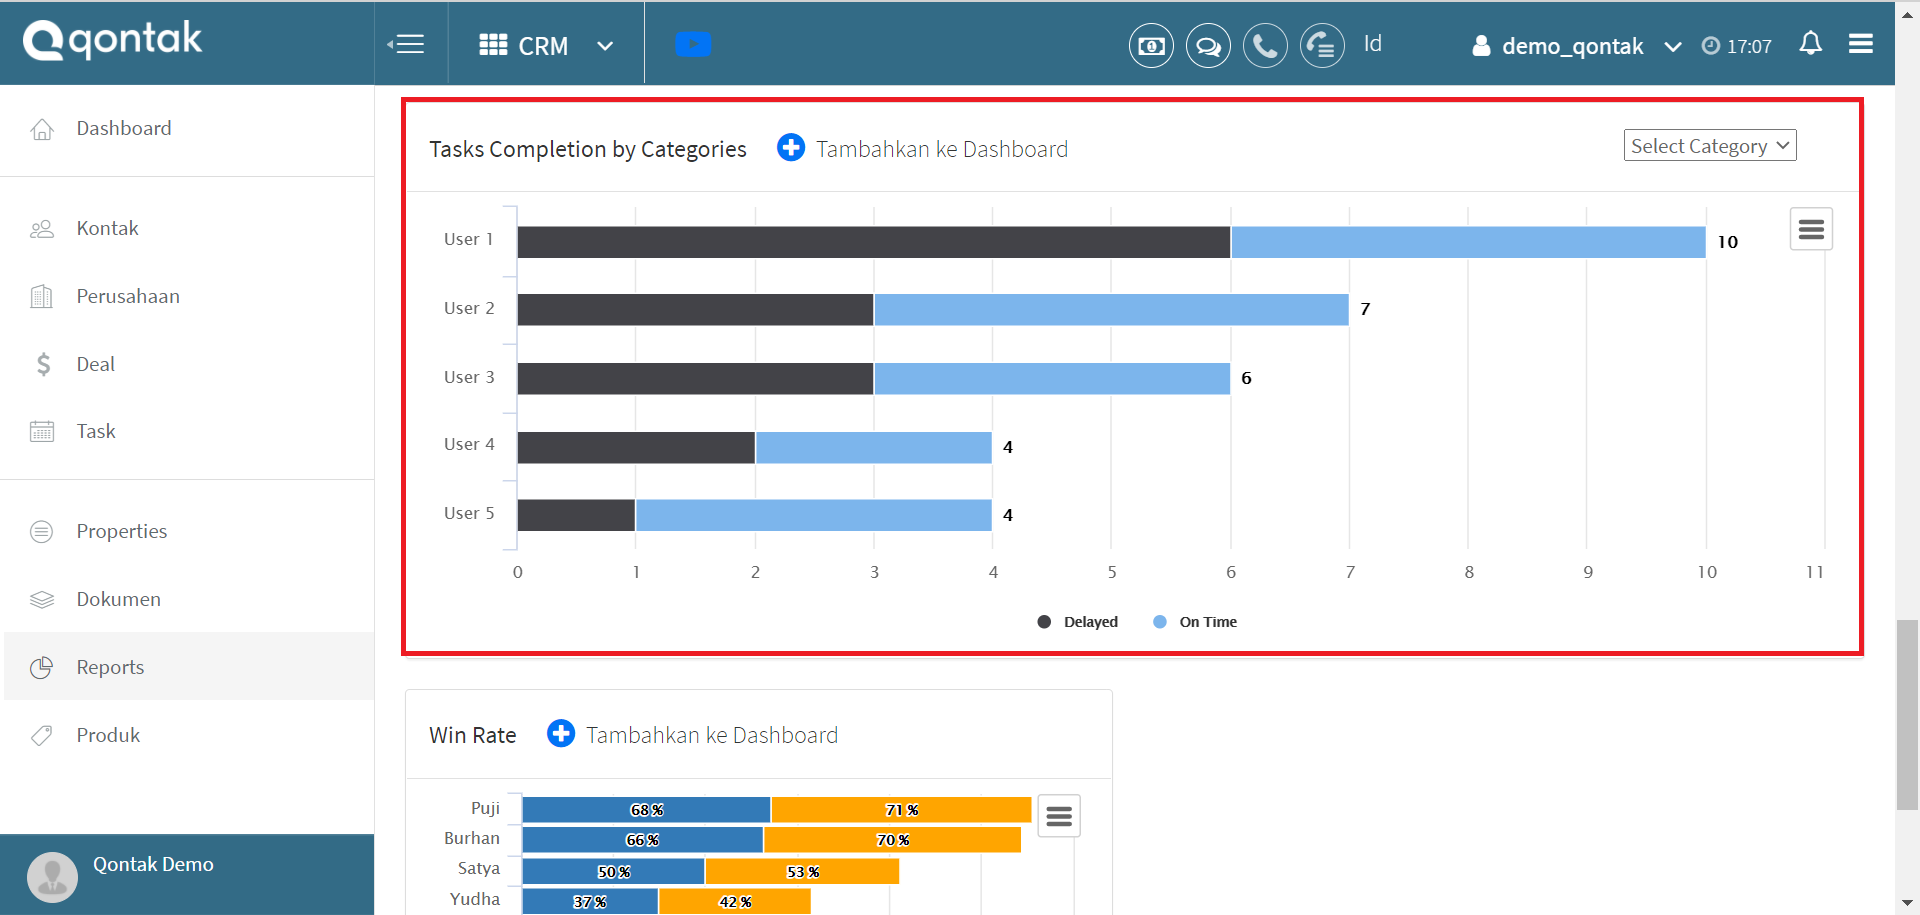 qontak
CRM
Id
demo_qontak
17:07
Dashboard
Kontak
Perusahaan
Deal
Task
Properties
Dokumen
Reports
Produk
Qontak Demo
Tasks Completion by Categories
Tambahkan ke Dashboard
Select Category
User 1
10
User 2
7
User 3
6
User 4
4
User 5
4
0 1 2 3 4 5 6 7 8 9 10 11
Delayed On Time
Win Rate
Tambahkan ke Dashboard
Puji 68 % 71 %
Burhan 66 % 70 %
Satya 50 % 53 %
Yudha 37 % 42 %